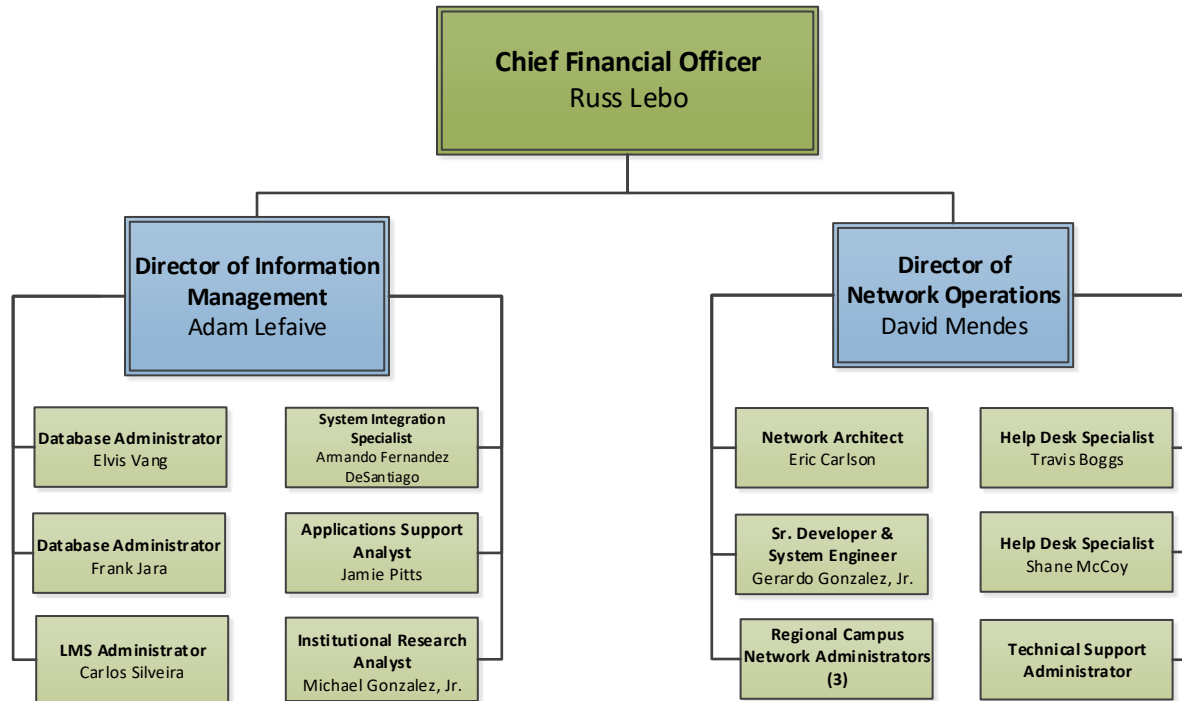 Chief Financial Officer
Russ Lebo
Director of Information
Management
Adam Lefaive
Director of
Network Operations
David Mendes
Database Administrator
Elvis Vang
System Integration
Specialist
Armando Fernandez
DeSantiago
Network Architect
Eric Carlson
Help Desk Specialist
Travis Boggs
Database Administrator
Frank Jara
Applications Support
Analyst
Jamie Pitts
Sr. Developer &
System Engineer
Gerardo Gonzalez, Jr.
Help Desk Specialist
Shane McCoy
LMS Administrator
Carlos Silveira
Institutional Research
Analyst
Michael Gonzalez, Jr.
Regional Campus
Network Administrators
(3)
Technical Support
Administrator